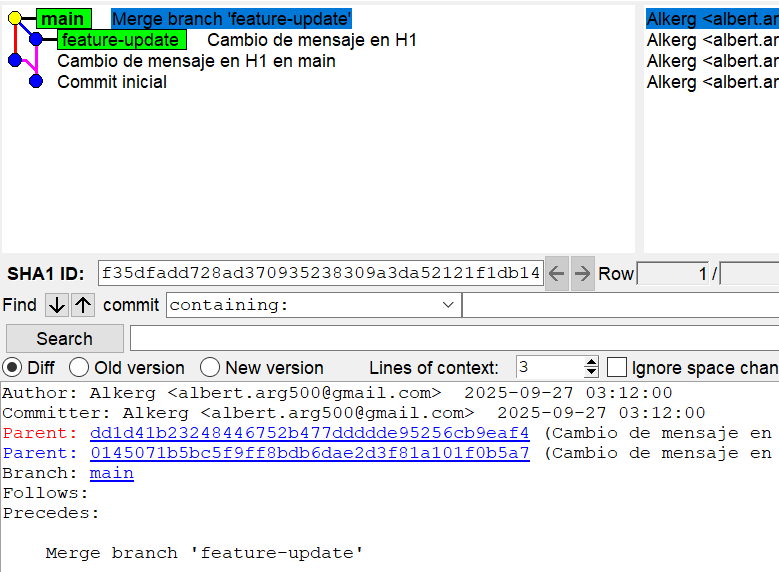 main Merge branch 'feature-update' Alkerg <albert.ar
feature-update Cambio de mensaje en H1 Alkerg <albert.ar
Cambio de mensaje en H1 en main Alkerg <albert.ar
Commit inicial Alkerg <albert.ar
SHA1 ID: f35dfadd728ad370935238309a3da52121f1db14 Row 1 /
Find commit containing:
Search
Diff Old version New version Lines of context: 3 Ignore space chan
Author: Alkerg <albert.arg500@gmail.com> 2025-09-27 03:12:00
Committer: Alkerg <albert.arg500@gmail.com> 2025-09-27 03:12:00
Parent: dd1d41b23248446752b477ddddde95256cb9eaf4 (Cambio de mensaje en
Parent: 0145071b5bc5f9ff8bdb6dae2d3f81a101f0b5a7 (Cambio de mensaje en
Branch: main
Follows:
Precedes:
Merge branch 'feature-update'